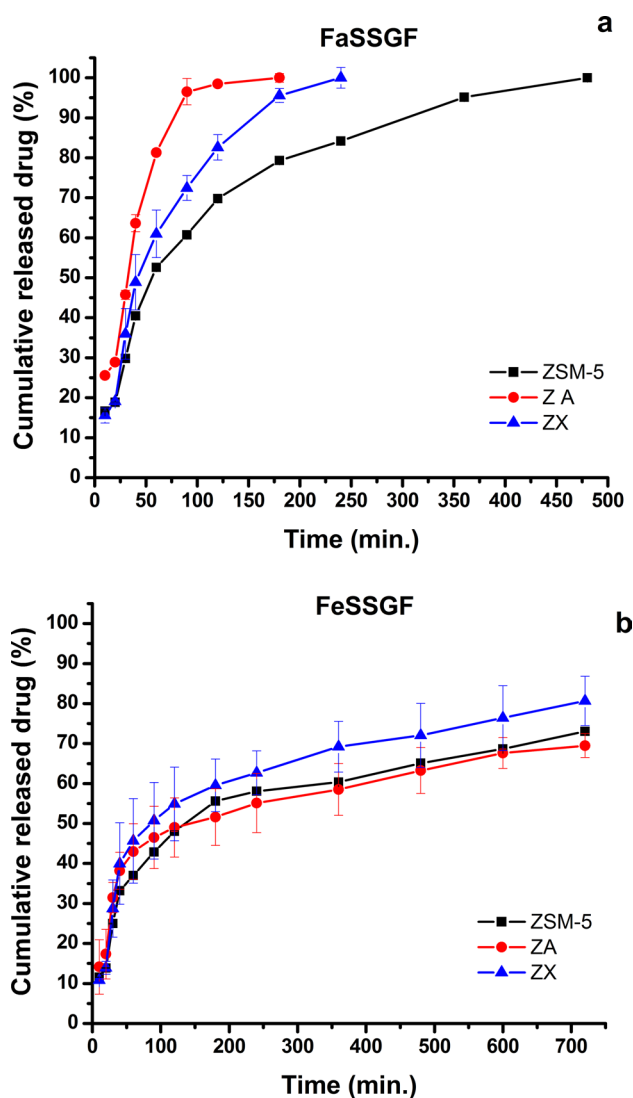 a
FaSSGF
100
90
80
70
60
50
40
30
20
10
0
Cumulative released drug (%)
ZSM-5
Z A
ZX
0 50 100 150 200 250 300 350 400 450 500
Time (min.)
b
FeSSGF
100
90
80
70
60
50
40
30
20
10
0
Cumulative released drug (%)
ZSM-5
ZA
ZX
0 100 200 300 400 500 600 700
Time (min.)